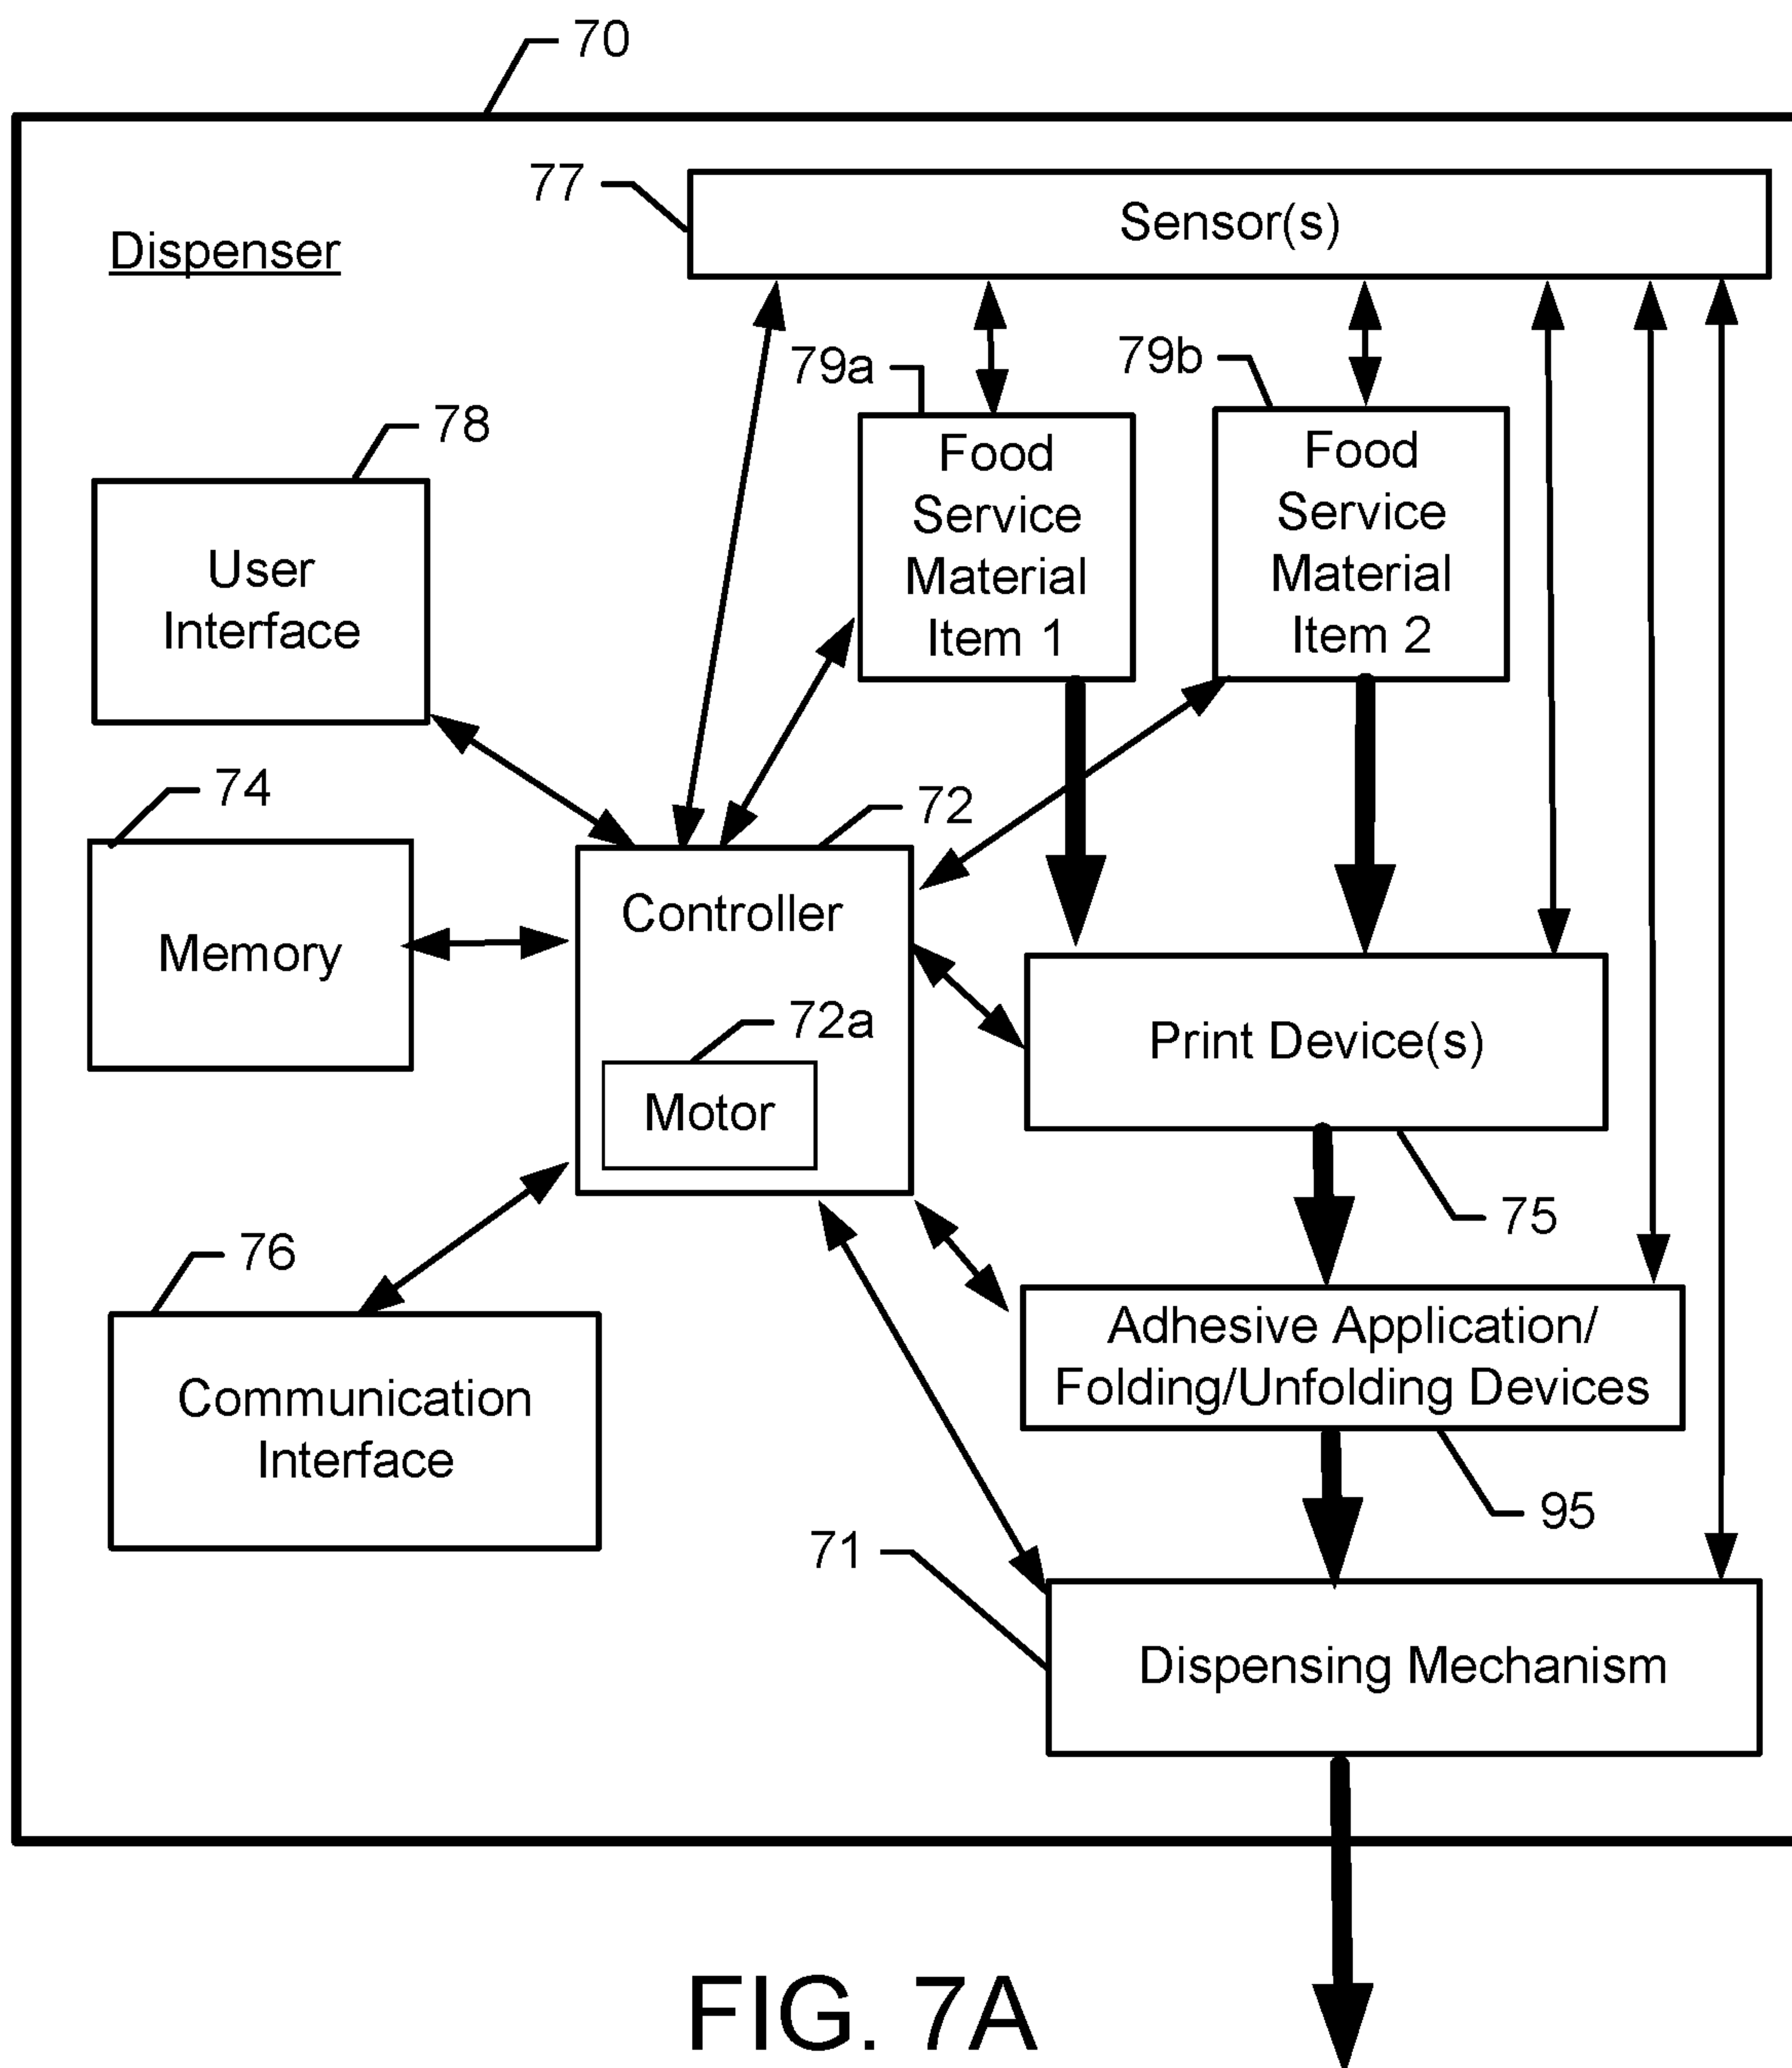 70
77
Sensor(s)
Dispenser
79a
79b
78
Food
Service
Material
Item 1
Food
Service
Material
Item 2
User
Interface
74
72
Memory
Controller
72a
Motor
Print Device(s)
75
76
Adhesive Application/
Folding/Unfolding Devices
Communication
Interface
95
71
Dispensing Mechanism
FIG. 7A